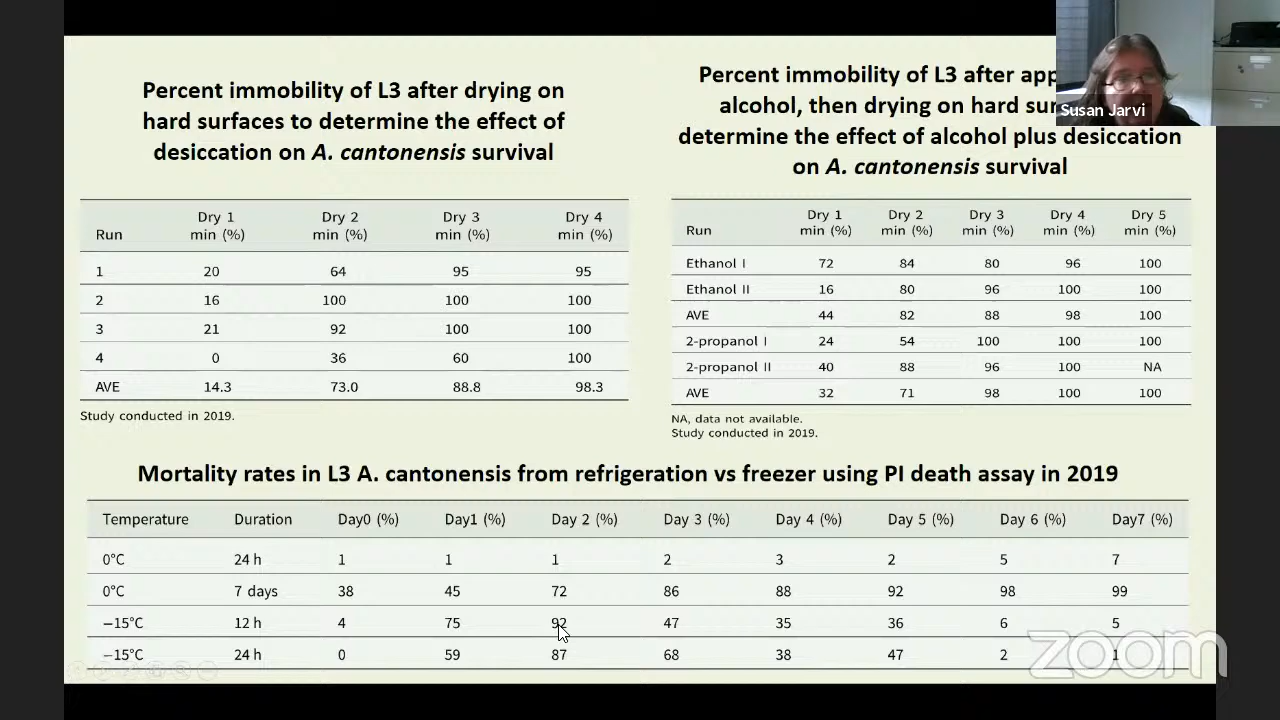 Percent immobility of L3 after drying on
hard surfaces to determine the effect of
desiccation on A. cantonensis survival
Run Dry 1 min (%) Dry 2 min (%) Dry 3 min (%) Dry 4 min (%)
1 20 64 95 95
2 16 100 100 100
3 21 92 100 100
4 0 36 60 100
AVE 14.3 73.0 88.8 98.3
Study conducted in 2019.
Percent immobility of L3 after
alcohol, then drying on hard
determine the effect of alcohol plus desiccation
on A. cantonensis survival
Run Dry 1 min (%) Dry 2 min (%) Dry 3 min (%) Dry 4 min (%) Dry 5 min (%)
Ethanol I 72 84 80 96 100
Ethanol II 16 80 96 100 100
AVE 44 82 88 98 100
2-propanol I 24 54 100 100 100
2-propanol II 40 88 96 100 NA
AVE 32 71 98 100 100
NA, data not available.
Study conducted in 2019.
Susan Jarvi
Mortality rates in L3 A. cantonensis from refrigeration vs freezer using PI death assay in 2019
Temperature Duration Day0 (%) Day1 (%) Day 2 (%) Day 3 (%) Day 4 (%) Day 5 (%) Day 6 (%) Day7 (%)
0°C 24 h 1 1 1 2 3 2 5 7
0°C 7 days 38 45 72 86 88 92 98 99
−15°C 12 h 4 75 92 47 35 36 6 5
−15°C 24 h 0 59 87 68 38 47 2 1
zoom